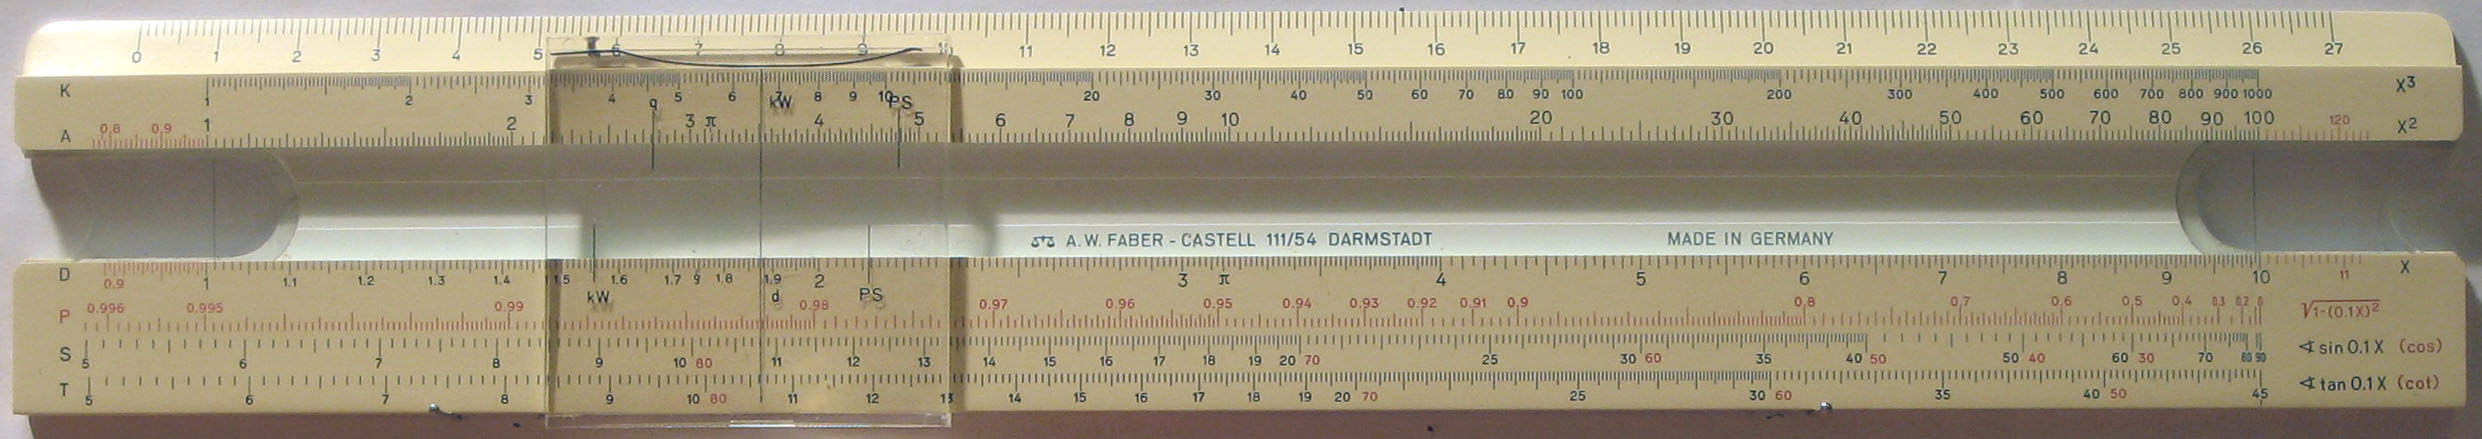 0 1 2 3 4 5 6 7 8 9 10 11 12 13 14 15 16 17 18 19 20 21 22 23 24 25 26 27
K 1 2 3 4 5 6 7 8 9 10 20 30 40 50 60 70 80 90 100 200 300 400 500 600 700 800 900 1000 X3
q kW PS
A 0.8 0.9 1 2 3 π 4 5 6 7 8 9 10 20 30 40 50 60 70 80 90 100 120 X2
A.W. FABER - CASTELL 111/54 DARMSTADT MADE IN GERMANY
D 0.9 1 1.1 1.2 1.3 1.4 1.5 1.6 1.7 1.8 1.9 2 3 π 4 5 6 7 8 9 10 11 X
kW d PS
P 0.996 0.995 0.99 0.98 0.97 0.96 0.95 0.94 0.93 0.92 0.91 0.9 0.8 0.7 0.6 0.5 0.4 0.3 0.2 0 √1-(0.1X)2
S 5 6 7 8 9 10 80 11 12 13 14 15 16 17 18 19 20 70 25 30 60 35 40 50 50 40 60 30 70 80 90 ∢ sin 0.1 X (cos)
T 5 6 7 8 9 10 80 11 12 13 14 15 16 17 18 19 20 70 25 30 60 35 40 50 45 ∢ tan 0.1 X (cot)